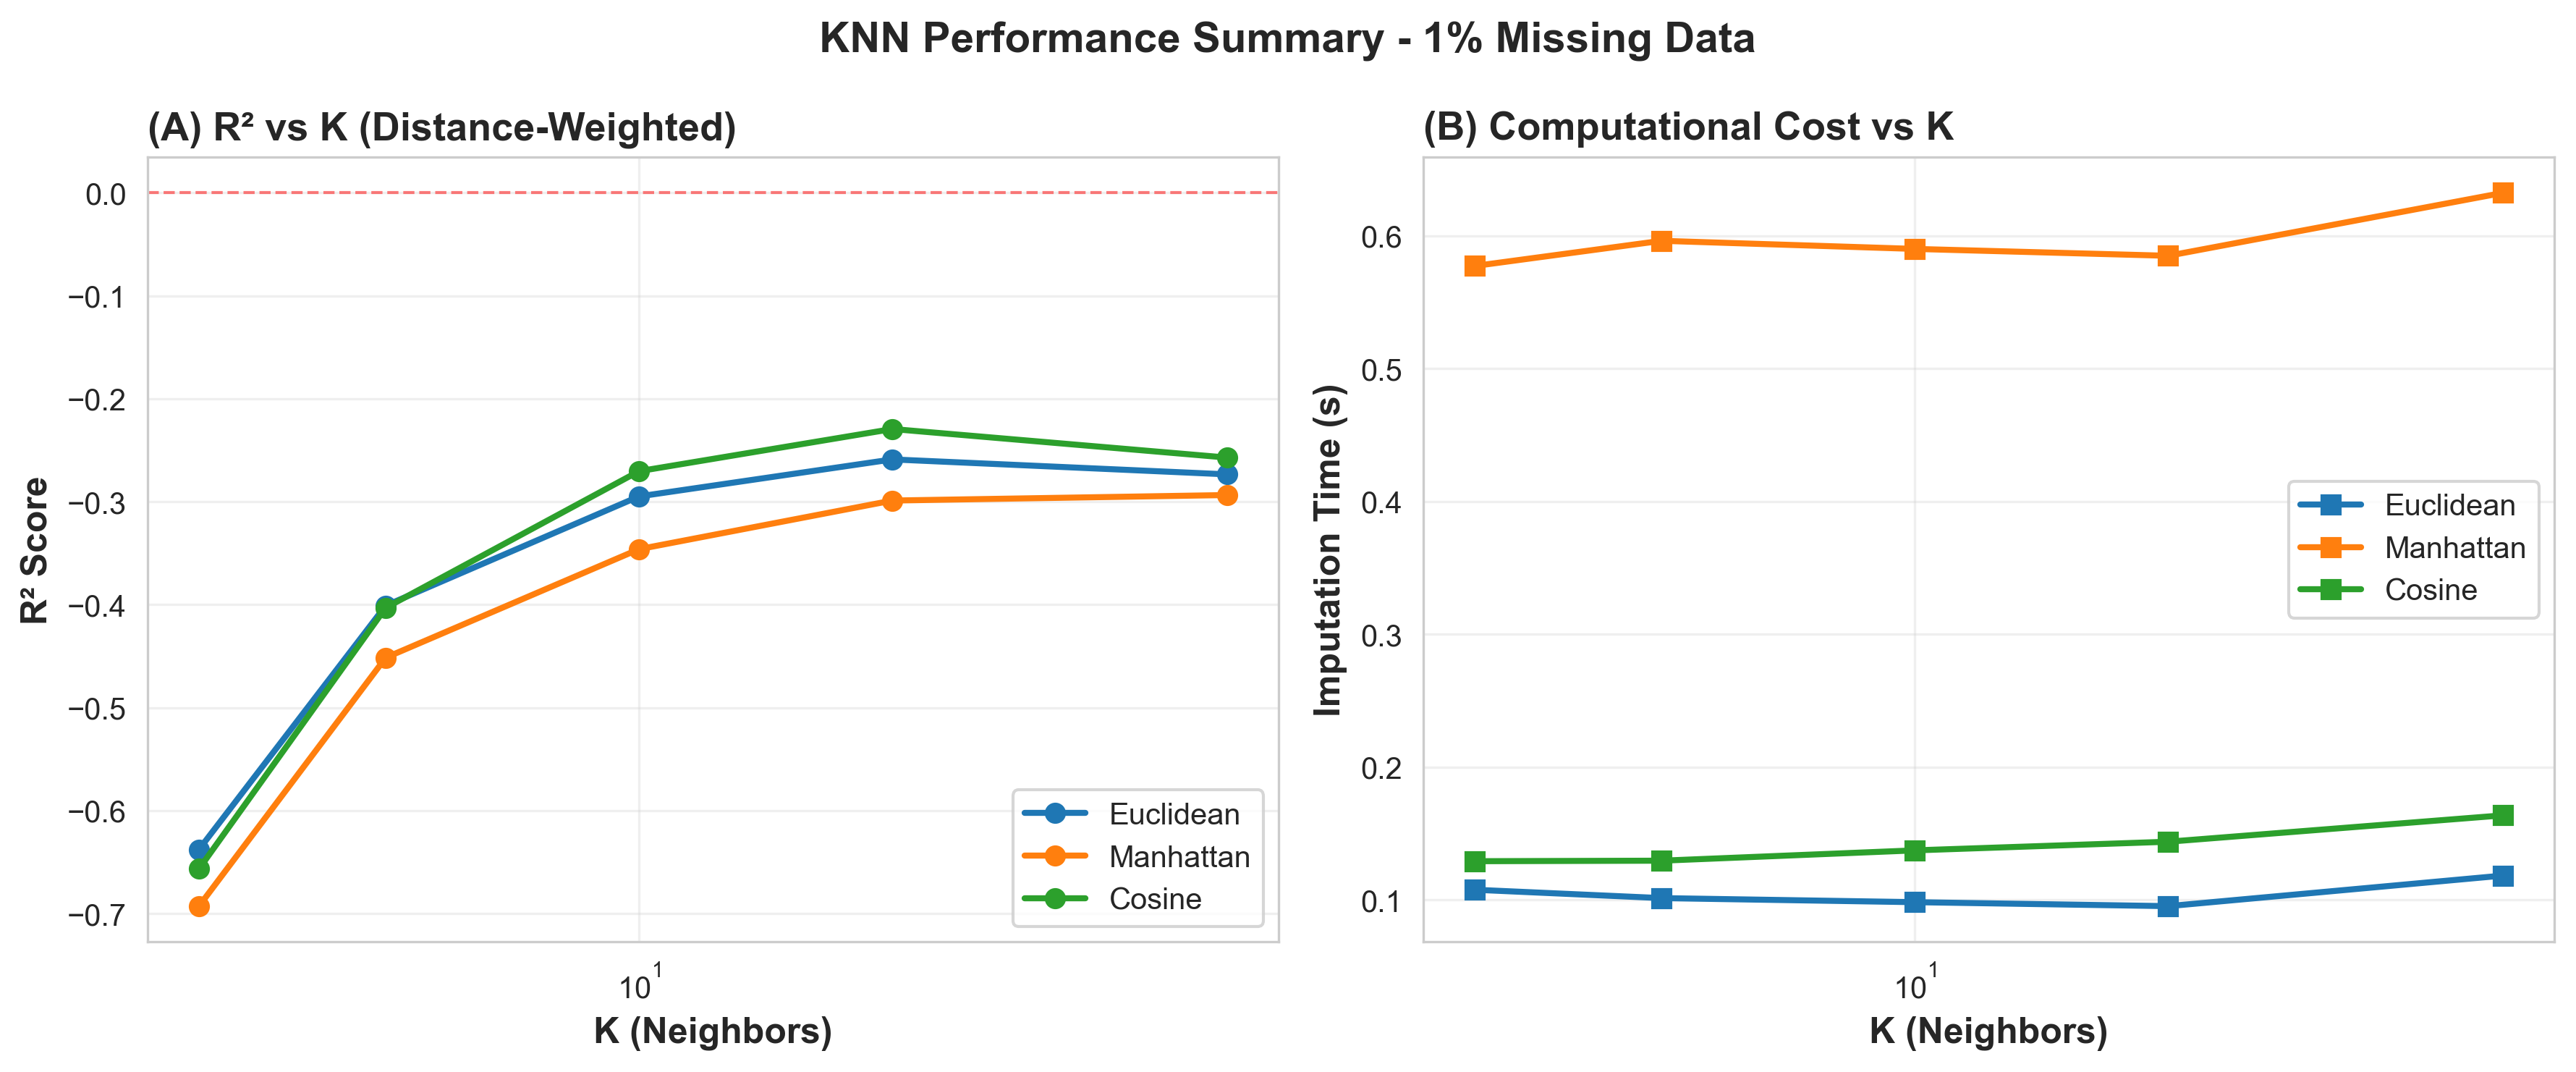 KNN Performance Summary - 1% Missing Data
(A) R² vs K (Distance-Weighted)
R² Score
0.0
−0.1
−0.2
−0.3
−0.4
−0.5
−0.6
−0.7
Euclidean
Manhattan
Cosine
10¹
K (Neighbors)
(B) Computational Cost vs K
Imputation Time (s)
0.6
0.5
0.4
0.3
0.2
0.1
Euclidean
Manhattan
Cosine
10¹
K (Neighbors)